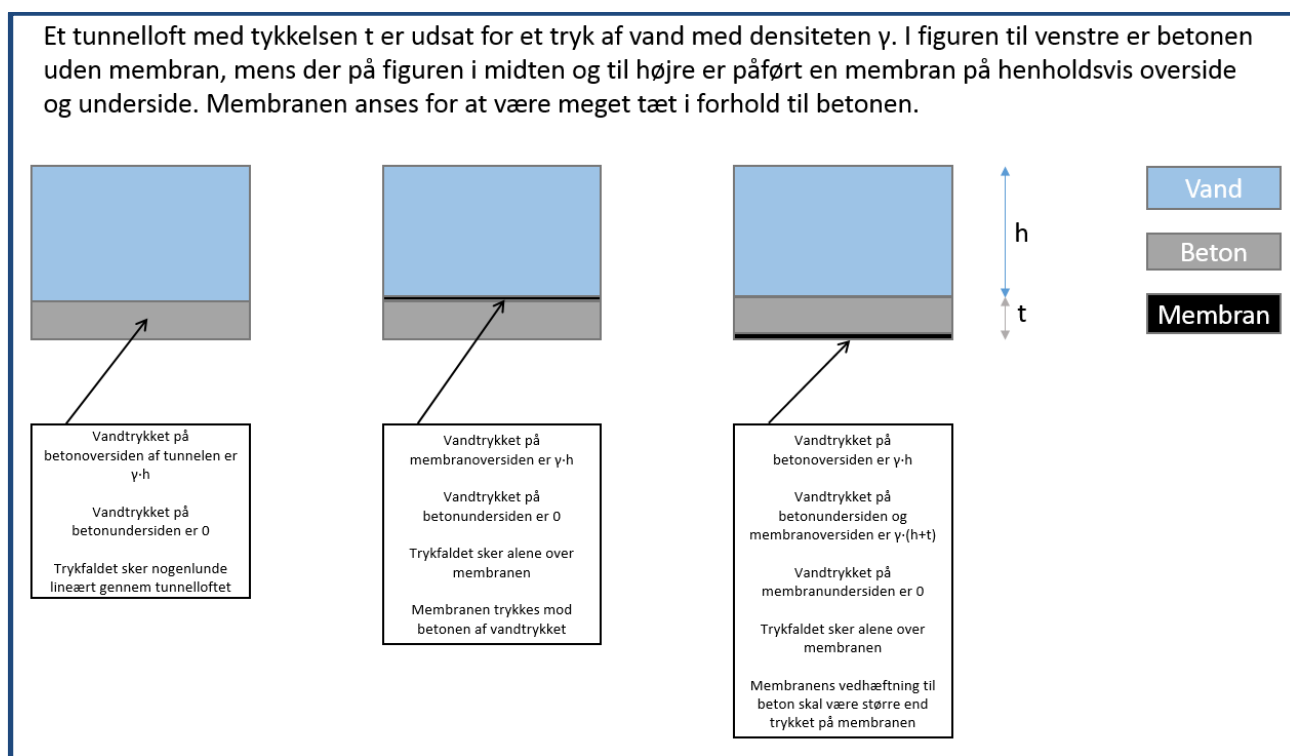 Et tunnelloft med tykkelsen t er udsat for et tryk af vand med densiteten γ. I figuren til venstre er betonen
uden membran, mens der på figuren i midten og til højre er påført en membran på henholdsvis overside
og underside. Membranen anses for at være meget tæt i forhold til betonen.
h
t
Vand
Beton
Membran
Vandtrykket på
betonoversiden af tunnelen er
γ·h
Vandtrykket på
betonundersiden er 0
Trykfaldet sker nogenlunde
lineært gennem tunnelloftet
Vandtrykket på
membranoversiden er γ·h
Vandtrykket på
betonundersiden er 0
Trykfaldet sker alene over
membranen
Membranen trykkes mod
betonen af vandtrykket
Vandtrykket på
betonoversiden er γ·h
Vandtrykket på
betonundersiden og
membranoversiden er γ·(h+t)
Vandtrykket på
membranundersiden er 0
Trykfaldet sker alene over
membranen
Membranens vedhæftning til
beton skal være større end
trykket på membranen